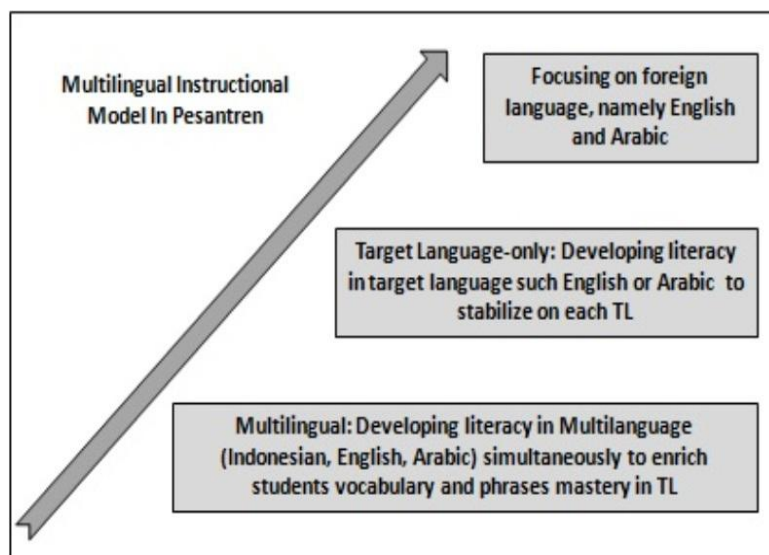 Multilingual Instructional
Model In Pesantren
Focusing on foreign
language, namely English
and Arabic
Target Language-only: Developing literacy
in target language such English or Arabic to
stabilize on each TL
Multilingual: Developing literacy in Multilanguage
(Indonesian, English, Arabic) simultaneously to enrich
students vocabulary and phrases mastery in TL